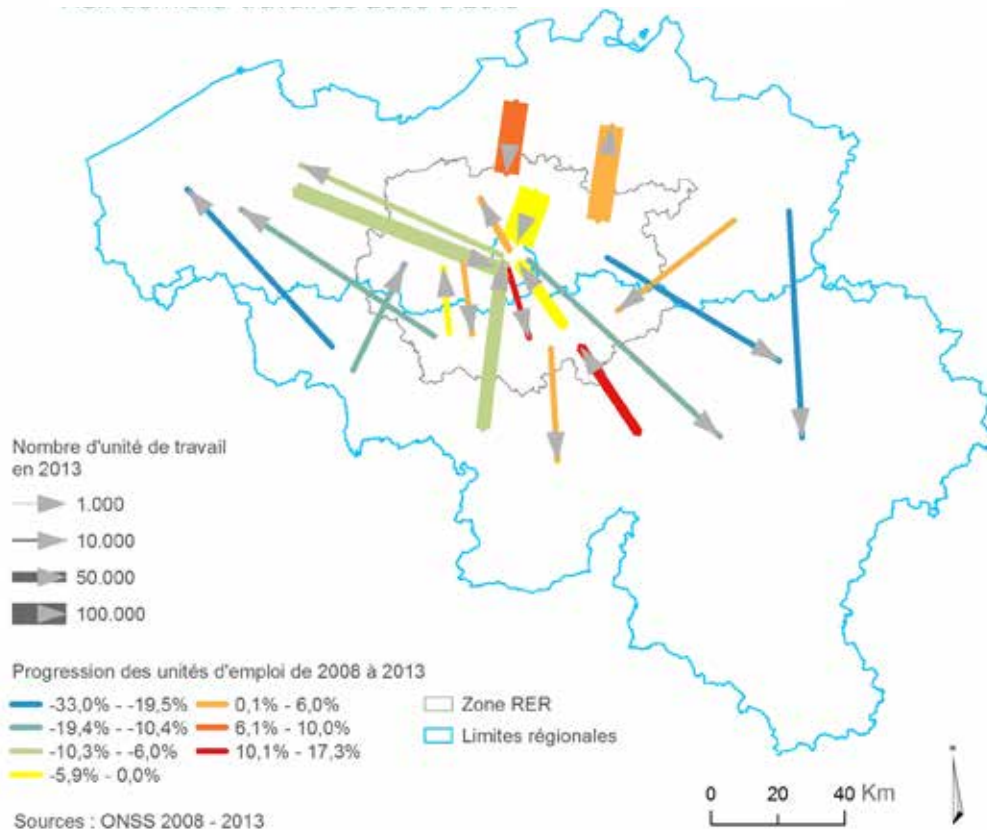 Nombre d'unité de travail
en 2013
1.000
10.000
50.000
100.000
Progression des unités d'emploi de 2008 à 2013
-33,0% - -19,5%
-19,4% - -10,4%
-10,3% - -6,0%
-5,9% - 0,0%
0,1% - 6,0%
6,1% - 10,0%
10,1% - 17,3%
Zone RER
Limites régionales
0 20 40 Km
Sources : ONSS 2008 - 2013